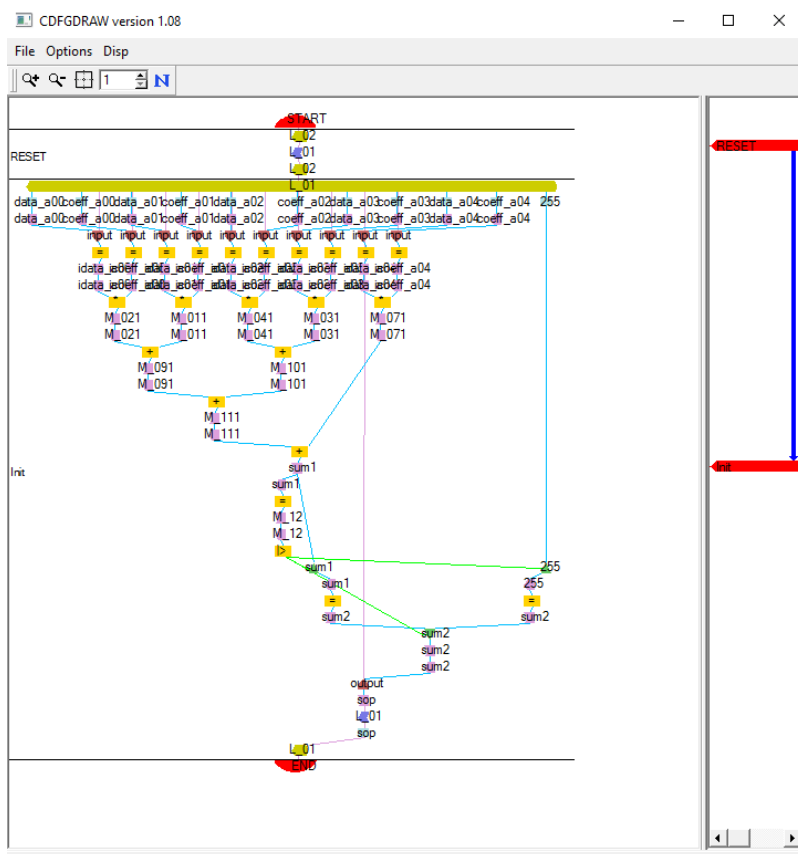 CDFGDRAW version 1.08
File Options Disp
1 N
START
L_02
RESET L_01
L_02
L_01
data_a00 coeff_a00 data_a01 coeff_a01 data_a02 coeff_a02 data_a03 coeff_a03 data_a04 coeff_a04 255
data_a00 coeff_a00 data_a01 coeff_a01 data_a02 coeff_a02 data_a03 coeff_a03 data_a04 coeff_a04
input input input input input input input input input input
= = = = = = = = = =
* * * * *
M_021 M_011 M_041 M_031 M_071
M_021 M_011 M_041 M_031 M_071
+ +
M_091 M_101
M_091 M_101
+
M_111
M_111
+
sum1
Init
sum1
=
M_12
M_12
|>
sum1 255
sum1 255
= =
sum2 sum2
sum2
sum2
sum2
output
sop
L_01
sop
L_01
END
RESET
Init